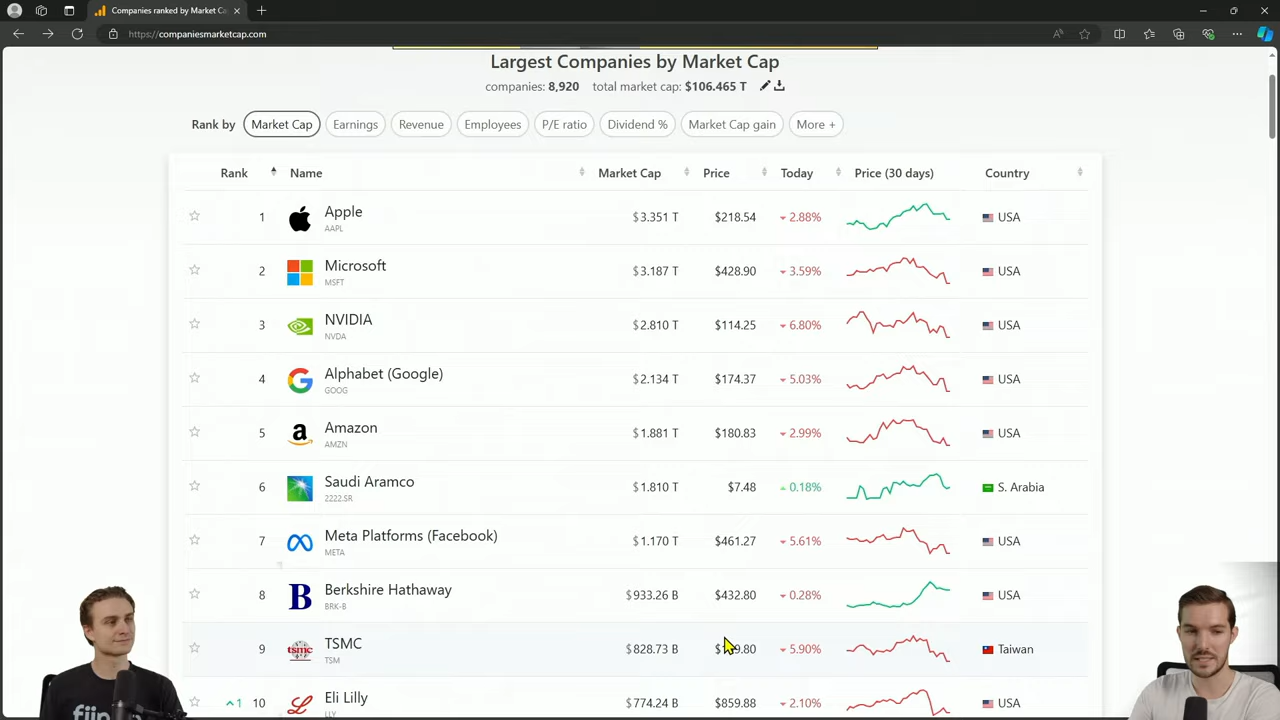 Companies ranked by Market Ca
https://companiesmarketcap.com
Largest Companies by Market Cap
companies: 8,920 total market cap: $106.465 T
Rank by Market Cap Earnings Revenue Employees P/E ratio Dividend % Market Cap gain More +
Rank Name Market Cap Price Today Price (30 days) Country
1 Apple $3.351 T $218.54 2.88% USA
AAPL
2 Microsoft $3.187 T $428.90 3.59% USA
MSFT
3 NVIDIA $2.810 T $114.25 6.80% USA
NVDA
4 Alphabet (Google) $2.134 T $174.37 5.03% USA
GOOG
5 Amazon $1.881 T $180.83 2.99% USA
AMZN
6 Saudi Aramco $1.810 T $7.48 0.18% S. Arabia
2222.SR
7 Meta Platforms (Facebook) $1.170 T $461.27 5.61% USA
META
8 Berkshire Hathaway $933.26 B $432.80 0.28% USA
BRK-B
9 tsmc TSMC $828.73 B 5.90% Taiwan
TSM
1 10 Eli Lilly $774.24 B $859.88 2.10% USA
LLY